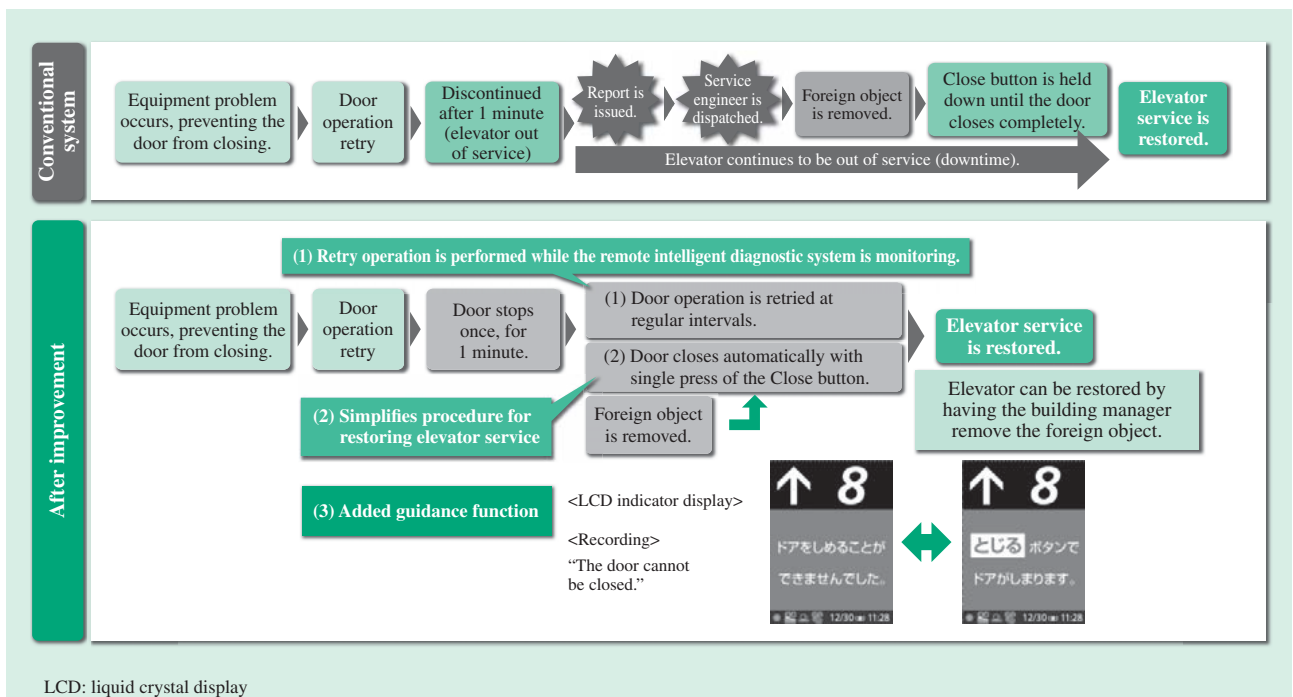 Conventional
system
Equipment problem
occurs, preventing the
door from closing.
Door
operation
retry
Discontinued
after 1 minute
(elevator out
of service)
Report is
issued.
Service
engineer is
dispatched.
Foreign object
is removed.
Close button is held
down until the door
closes completely.
Elevator
service is
restored.
Elevator continues to be out of service (downtime).
After improvement
(1) Retry operation is performed while the remote intelligent diagnostic system is monitoring.
Equipment problem
occurs, preventing the
door from closing.
Door
operation
retry
Door stops
once, for
1 minute.
(1) Door operation is retried at
regular intervals.
(2) Door closes automatically with
single press of the Close button.
Elevator service
is restored.
(2) Simplifies procedure for
restoring elevator service
Foreign object
is removed.
Elevator can be restored by
having the building manager
remove the foreign object.
(3) Added guidance function
<LCD indicator display>
<Recording>
“The door cannot
be closed.”
↑ 8
ドアをしめることが
できませんでした。
12/30 11:28
↑ 8
とじる ボタンで
ドアがしまります。
12/30 11:28
LCD: liquid crystal display